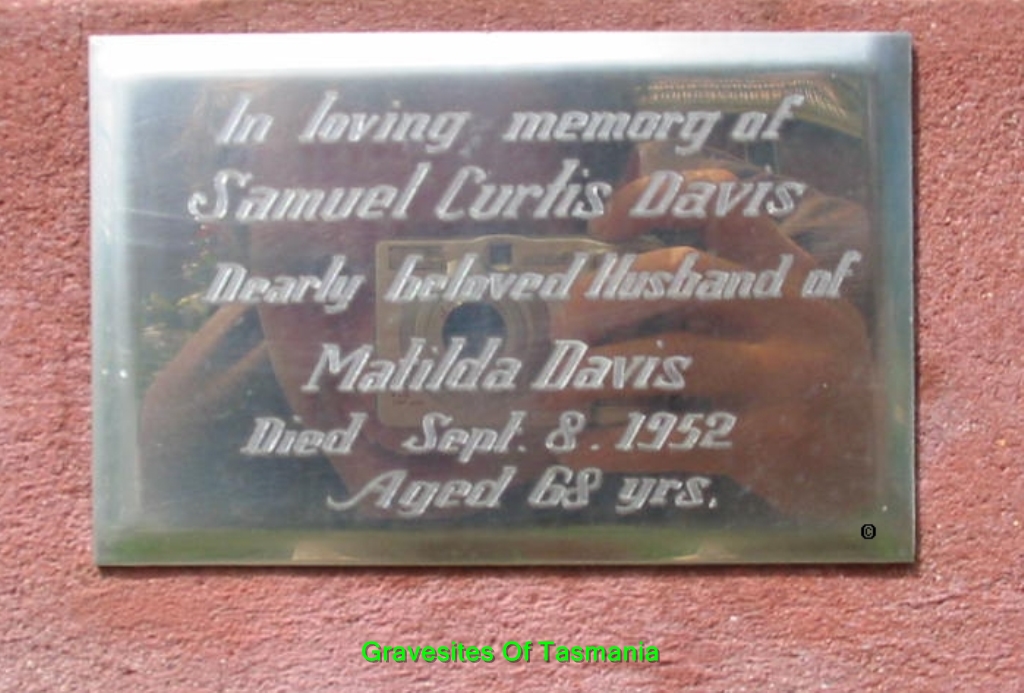 In loving memory of
Samuel Curtis Davis
Dearly beloved Husband of
Matilda Davis
Died Sept. 8. 1952
Aged 68 yrs.
©
Gravesites Of Tasmania